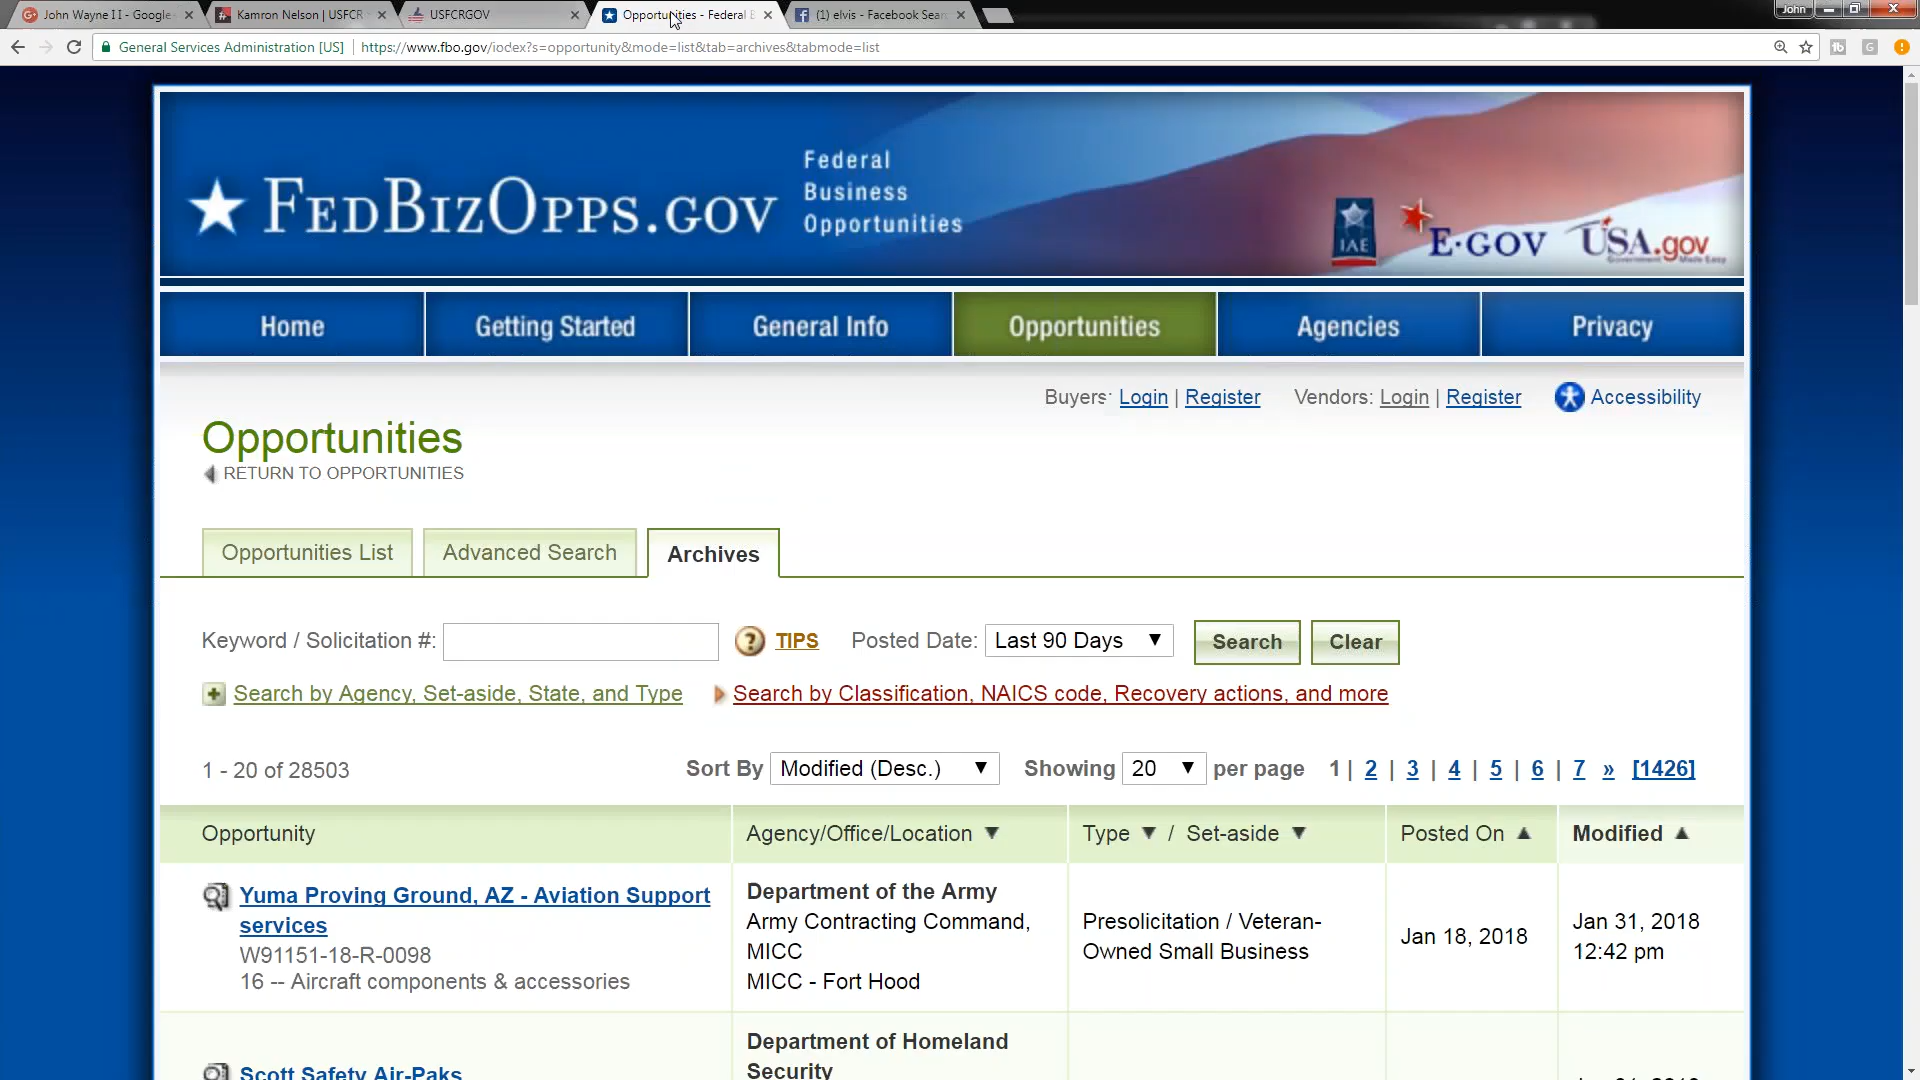 John Wayne I I - Google
Kamron Nelson | USFCR
USFCRGOV
Opportunities - Federal B
(1) elvis - Facebook Sear
John
General Services Administration [US]
https://www.fbo.gov/iodex?s=opportunity&mode=list&tab=archives&tabmode=list
FEDBIZOPPS.GOV
Federal
Business
Opportunities
IAE
E·GOV
USA.gov
Government Made Easy
Home
Getting Started
General Info
Opportunities
Agencies
Privacy
Buyers: Login | Register
Vendors: Login | Register
Accessibility
Opportunities
RETURN TO OPPORTUNITIES
Opportunities List
Advanced Search
Archives
Keyword / Solicitation #:
? TIPS
Posted Date: Last 90 Days
Search
Clear
Search by Agency, Set-aside, State, and Type
Search by Classification, NAICS code, Recovery actions, and more
1 - 20 of 28503
Sort By Modified (Desc.)
Showing 20 per page
1 | 2 | 3 | 4 | 5 | 6 | 7 » [1426]
Opportunity
Agency/Office/Location
Type / Set-aside
Posted On
Modified
Yuma Proving Ground, AZ - Aviation Support
services
W91151-18-R-0098
16 -- Aircraft components & accessories
Department of the Army
Army Contracting Command,
MICC
MICC - Fort Hood
Presolicitation / Veteran-
Owned Small Business
Jan 18, 2018
Jan 31, 2018
12:42 pm
Scott Safety Air-Paks
Department of Homeland
Security